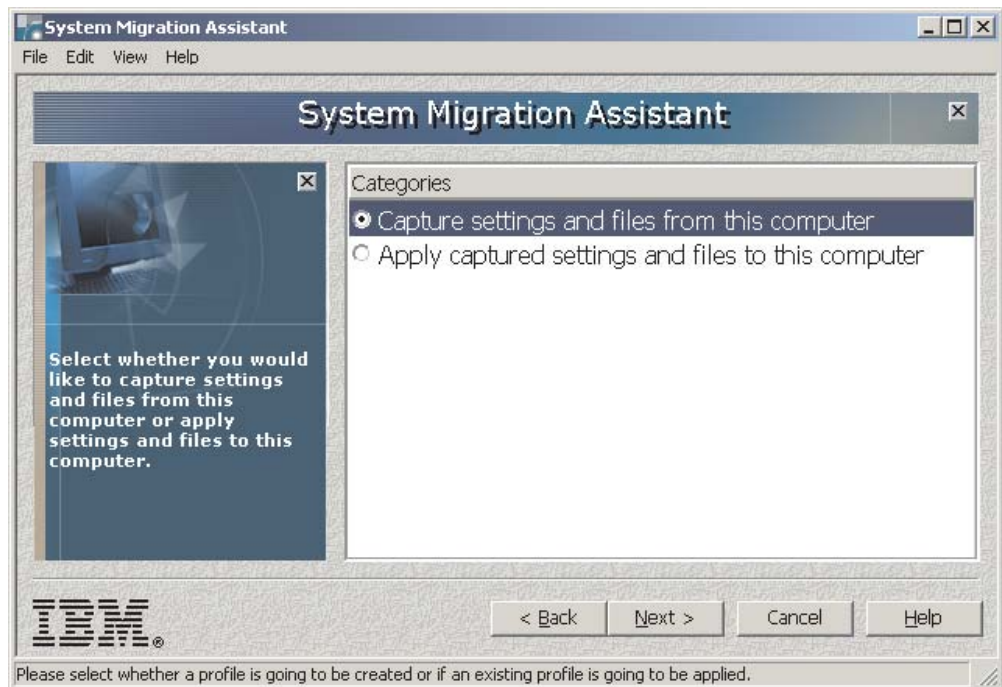 System Migration Assistant
File Edit View Help
System Migration Assistant
Select whether you would
like to capture settings
and files from this
computer or apply
settings and files to this
computer.
Categories
Capture settings and files from this computer
Apply captured settings and files to this computer
IBM®
< Back Next > Cancel Help
Please select whether a profile is going to be created or if an existing profile is going to be applied.